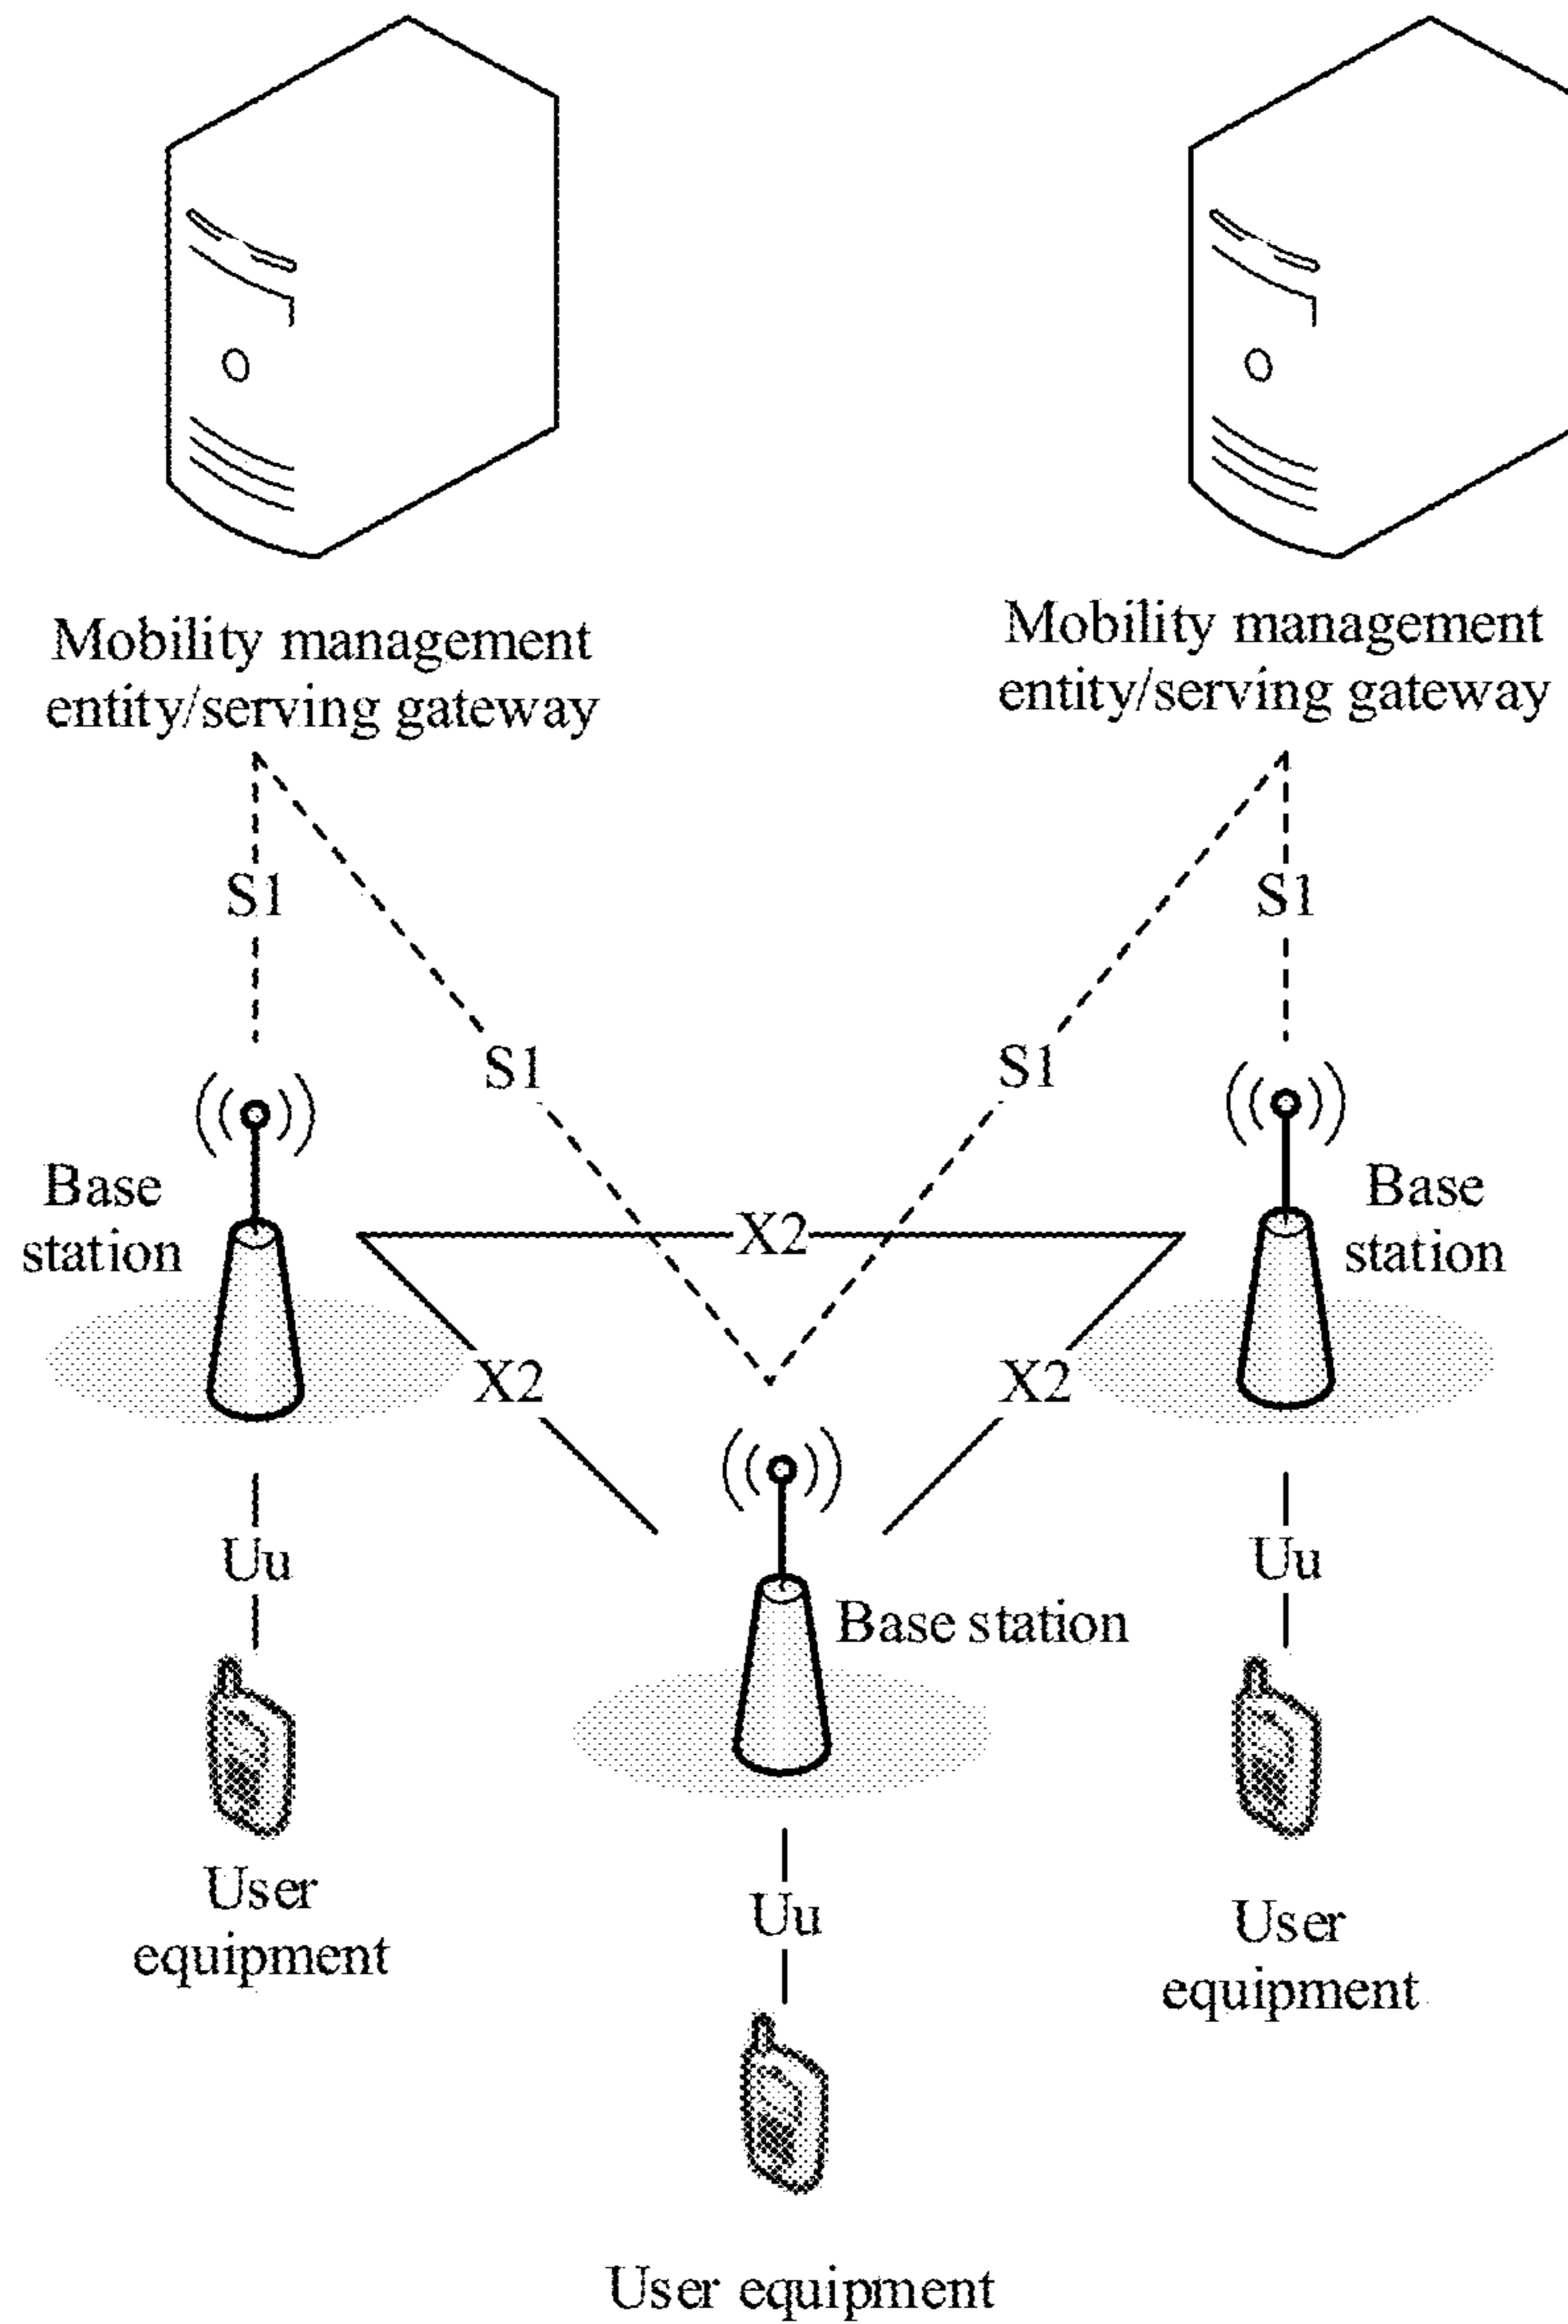 Mobility management
entity/serving gateway
Mobility management
entity/serving gateway
S1
S1
S1
S1
Base
station
X2
Base
station
X2
X2
Uu
Base station
Uu
User
equipment
Uu
User
equipment
User equipment